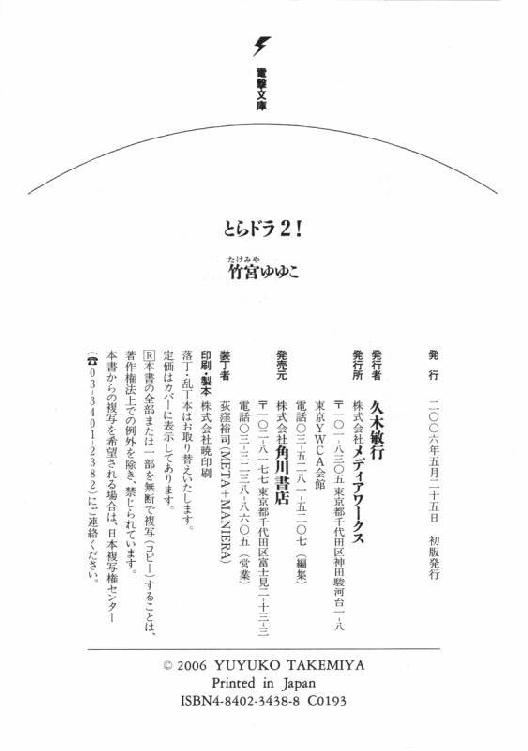 電撃文庫
とらドラ2!
たけみや
竹宮ゆゆこ
発行 二〇〇六年五月二十五日 初版発行
発行者 久木敏行
発行所 株式会社メディアワークス
〒一〇一-八三〇五 東京都千代田区神田駿河台一-八
東京YWCA会館
電話〇三-五二八一-五二〇七(編集)
発売元 株式会社角川書店
〒一〇二-八一七七 東京都千代田区富士見二-十三-三
電話〇三-三二三八-八六〇五(営業)
装丁者 荻窪裕司(META+MANIERA)
印刷・製本 株式会社暁印刷
落丁・乱丁本はお取り替えいたします。
定価はカバーに表示してあります。
Ⓡ本書の全部または一部を無断で複写(コピー)することは、
著作権法上での例外を除き、禁じられています。
本書からの複写を希望される場合は、日本複写権センター
(☎03-3401-2382)にご連絡ください。
© 2006 YUYUKO TAKEMIYA
Printed in Japan
ISBN4-8402-3438-8 C0193